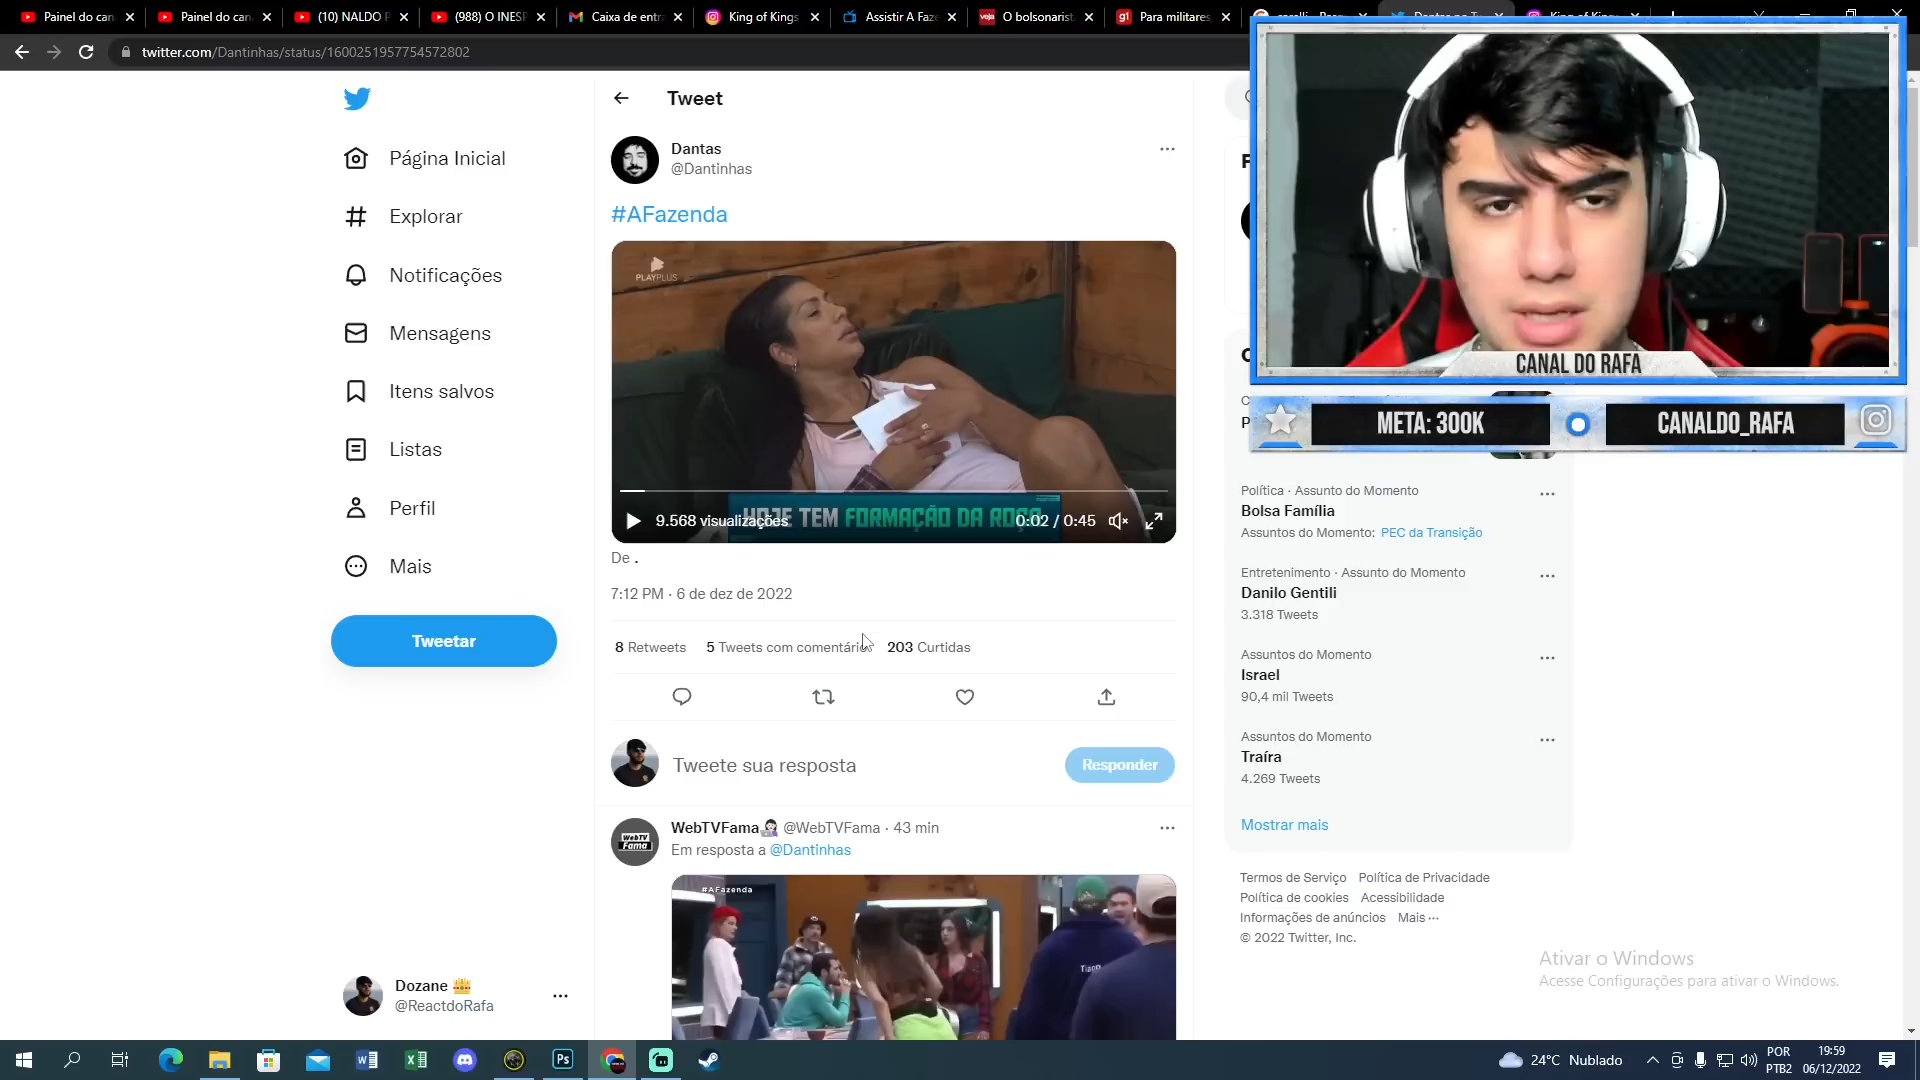 Painel do can
Painel do can
(10) NALDO P
(988) O INESP
Caixa de entra
King of Kings
Assistir A Faze
O bolsonarist
Para militares,
twitter.com/Dantinhas/status/1600251957754572802
Página Inicial
Explorar
Notificações
Mensagens
Itens salvos
Listas
Perfil
Mais
Tweetar
Dozane
@ReactdoRafa
Tweet
Dantas
@Dantinhas
#AFazenda
PLAYPLUS
HOJE TEM FORMAÇÃO DA ROÇA
9.568 visualizações
0:02 / 0:45
De .
7:12 PM · 6 de dez de 2022
8 Retweets
5 Tweets com comentário
203 Curtidas
Tweete sua resposta
Responder
WebTVFama @WebTVFama · 43 min
Em resposta a @Dantinhas
WebTV
Fama
#AFazenda
CANAL DO RAFA
META: 300K
CANALDO_RAFA
Política · Assunto do Momento
Bolsa Família
Assuntos do Momento: PEC da Transição
Entretenimento · Assunto do Momento
Danilo Gentili
3.318 Tweets
Assuntos do Momento
Israel
90,4 mil Tweets
Assuntos do Momento
Traíra
4.269 Tweets
Mostrar mais
Termos de Serviço Política de Privacidade
Política de cookies Acessibilidade
Informações de anúncios Mais ···
© 2022 Twitter, Inc.
Ativar o Windows
Acesse Configurações para ativar o Windows.
24°C Nublado
POR
PTB2
19:59
06/12/2022